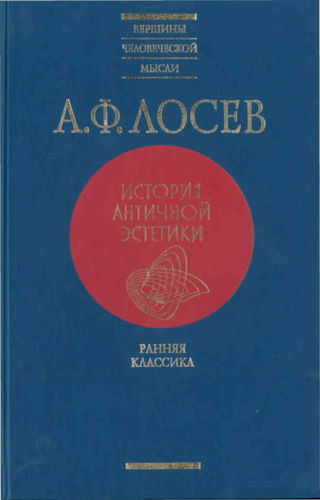 ВЕРШИНЫ
ЧЕЛОВЕЧЕСКОЙ
МЫСЛИ
А.Ф.ЛОСЕВ
ИСТОРИЯ
АНТИЧНОЙ
ЭСТЕТИКИ
РАННЯЯ
КЛАССИКА